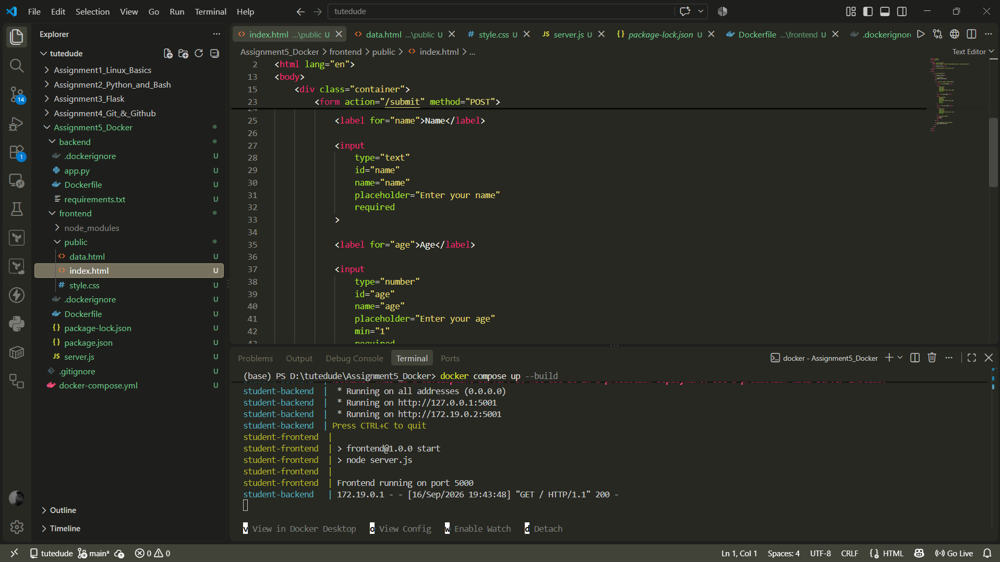 File Edit Selection View Go Run Terminal Help
tutedude
Explorer
tutedude
Assignment1_Linux_Basics
Assignment2_Python_and_Bash
Assignment3_Flask
Assignment4_Git_&_Github
Assignment5_Docker
backend
.dockerignore U
app.py U
Dockerfile U
requirements.txt U
frontend
node_modules
public
data.html U
index.html U
style.css U
.dockerignore U
Dockerfile U
package-lock.json U
package.json U
server.js U
.gitignore U
docker-compose.yml U
Outline
Timeline
14
1
index.html ...\public U data.html ...\public U # style.css U JS server.js U {} package-lock.json U Dockerfile ...\frontend U .dockerignor
Assignment5_Docker > frontend > public > index.html > ...
Text Editor
2 <html lang="en">
13 <body>
15 <div class="container">
23 <form action="/submit" method="POST">
24
25 <label for="name">Name</label>
26
27 <input
28 type="text"
29 id="name"
30 name="name"
31 placeholder="Enter your name"
32 required
33 >
34
35 <label for="age">Age</label>
36
37 <input
38 type="number"
39 id="age"
40 name="age"
41 placeholder="Enter your age"
42 min="1"
43 required
Problems Output Debug Console Terminal Ports
docker - Assignment5_Docker
(base) PS D:\tutedude\Assignment5_Docker> docker compose up --build
student-backend | * Running on all addresses (0.0.0.0)
student-backend | * Running on http://127.0.0.1:5001
student-backend | * Running on http://172.19.0.2:5001
student-backend | Press CTRL+C to quit
student-frontend |
student-frontend | > frontend@1.0.0 start
student-frontend | > node server.js
student-frontend |
student-frontend | Frontend running on port 5000
student-backend | 172.19.0.1 - - [16/Sep/2026 19:43:48] "GET / HTTP/1.1" 200 -
v View in Docker Desktop o View Config w Enable Watch d Detach
tutedude main* 0 0
Ln 1, Col 1 Spaces: 4 UTF-8 CRLF {} HTML Go Live